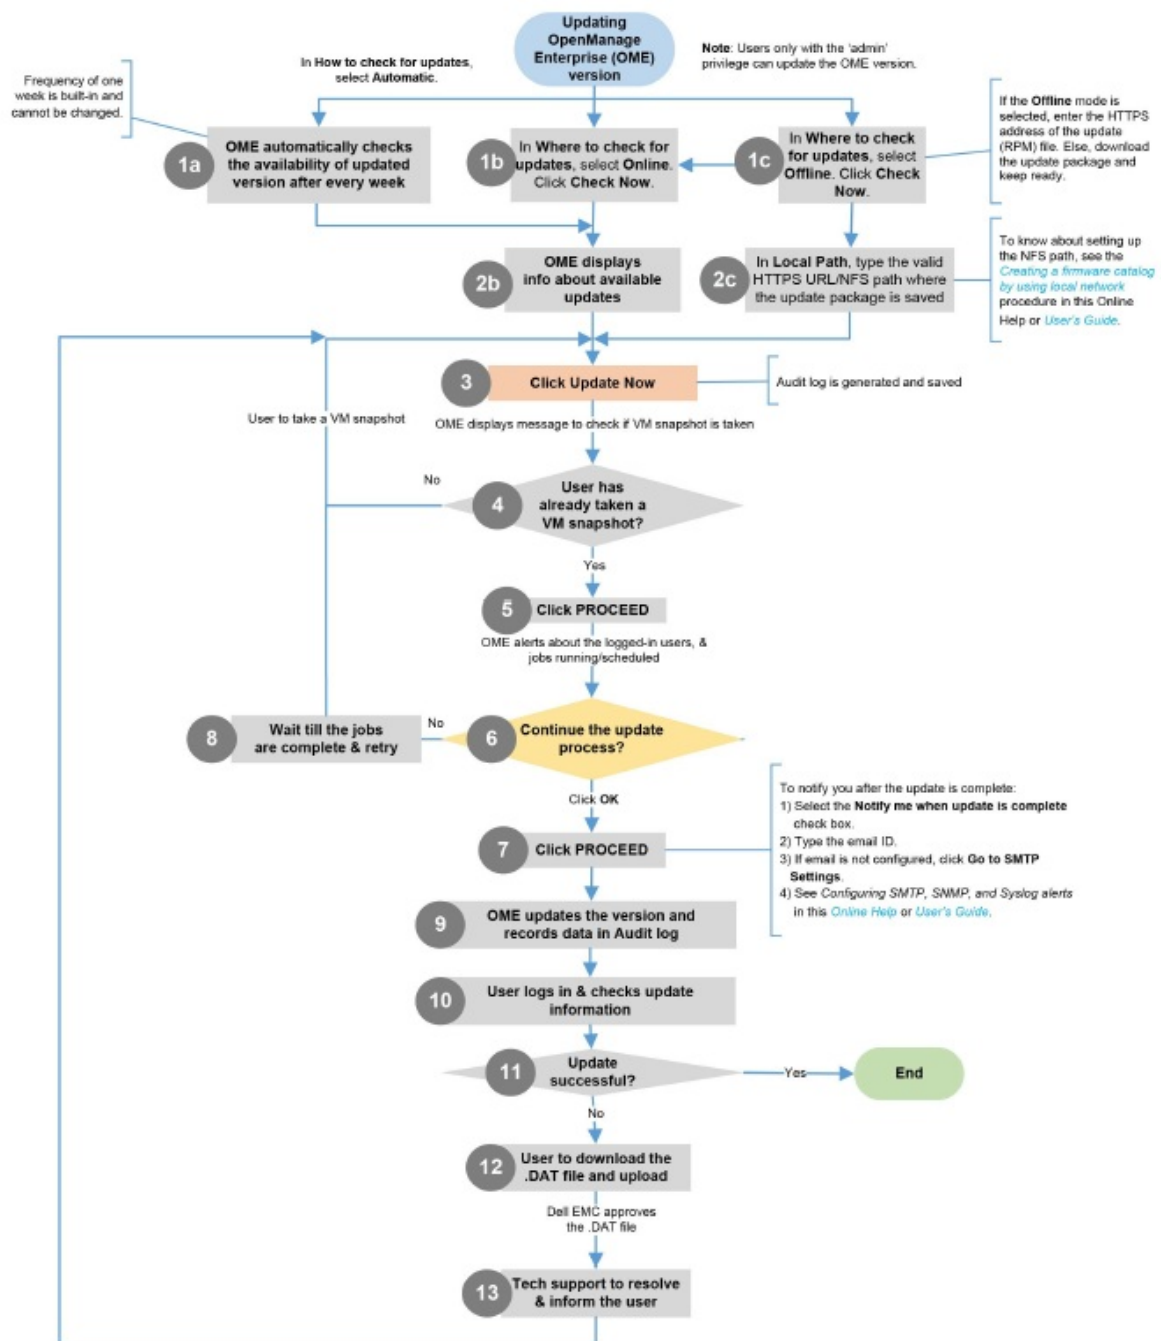 Updating
OpenManage
Enterprise (OME)
version
In How to check for updates,
select Automatic.
Note: Users only with the 'admin'
privilege can update the OME version.
Frequency of one
week is built-in and
cannot be changed.
1a
OME automatically checks
the availability of updated
version after every week
1b
In Where to check for
updates, select Online.
Click Check Now.
1c
In Where to check
for updates, select
Offline. Click Check
Now.
If the Offline mode is
selected, enter the HTTPS
address of the update
(RPM) file. Else, download
the update package and
keep ready.
2b
OME displays
info about available
updates
2c
In Local Path, type the valid
HTTPS URL/NFS path where
the update package is saved
To know about setting up
the NFS path, see the
Creating a firmware catalog
by using local network
procedure in this Online
Help or User's Guide.
3
Click Update Now
Audit log is generated and saved
User to take a VM snapshot
OME displays message to check if VM snapshot is taken
No
4
User has
already taken a
VM snapshot?
Yes
5
Click PROCEED
OME alerts about the logged-in users, &
jobs running/scheduled
8
Wait till the jobs
are complete & retry
No
6
Continue the update
process?
Click OK
7
Click PROCEED
To notify you after the update is complete:
1) Select the Notify me when update is complete
check box.
2) Type the email ID.
3) If email is not configured, click Go to SMTP
Settings.
4) See Configuring SMTP, SNMP, and Syslog alerts
in this Online Help or User's Guide.
9
OME updates the version and
records data in Audit log
10
User logs in & checks update
information
11
Update
successful?
Yes
End
No
12
User to download the
.DAT file and upload
Dell EMC approves
the .DAT file
13
Tech support to resolve
& inform the user